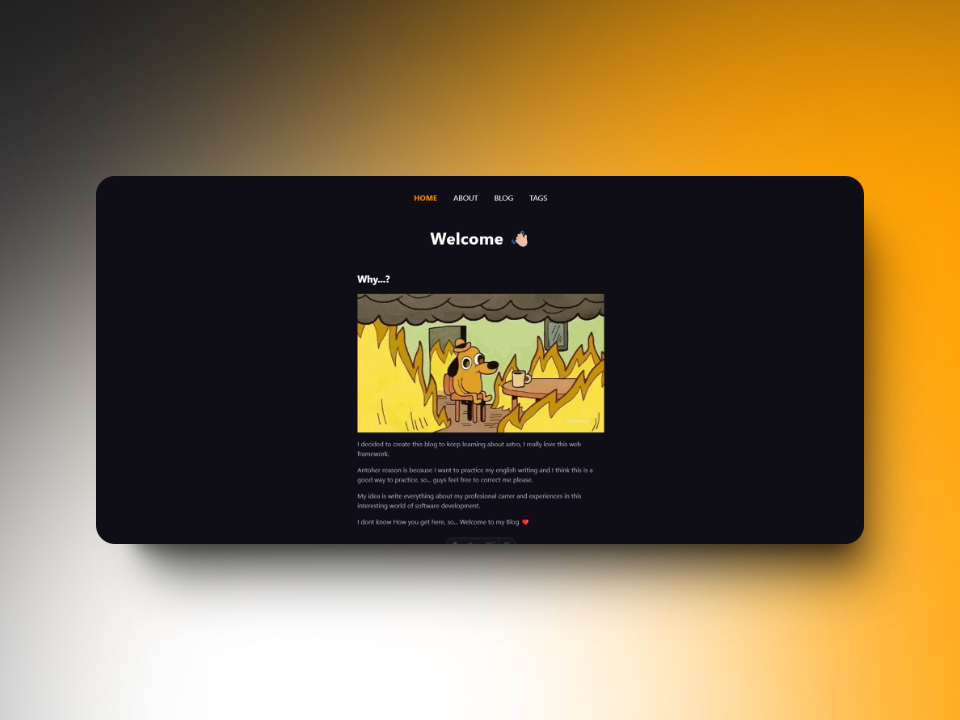 HOME ABOUT BLOG TAGS
Welcome 👋🏻
Why...?
I decided to create this blog to keep learning about astro, I really love this web
framework.
Antoher reason is because I want to practice my english writing and I think this is a
good way to practice, so... guys feel free to correct me please.
My idea is write everything about my profesional carrer and experiences in this
interesting world of software development.
I dont know How you get here, so... Welcome to my Blog ❤️